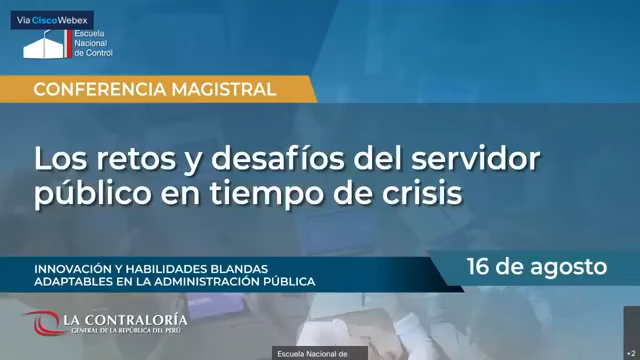 Vía Cisco Webex
Escuela
Nacional
de Control
CONFERENCIA MAGISTRAL
Los retos y desafíos del servidor
público en tiempo de crisis
INNOVACIÓN Y HABILIDADES BLANDAS
ADAPTABLES EN LA ADMINISTRACIÓN PÚBLICA
16 de agosto
LA CONTRALORÍA
GENERAL DE LA REPÚBLICA DEL PERÚ
Escuela Nacional de
+2